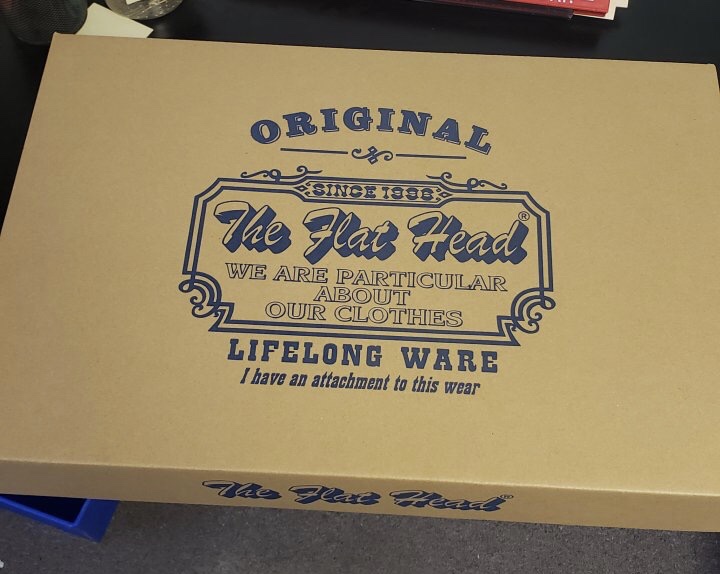 ORIGINAL
SINCE 1996
The Flat Head®
WE ARE PARTICULAR
ABOUT
OUR CLOTHES
LIFELONG WARE
I have an attachment to this wear
The Flat Head®